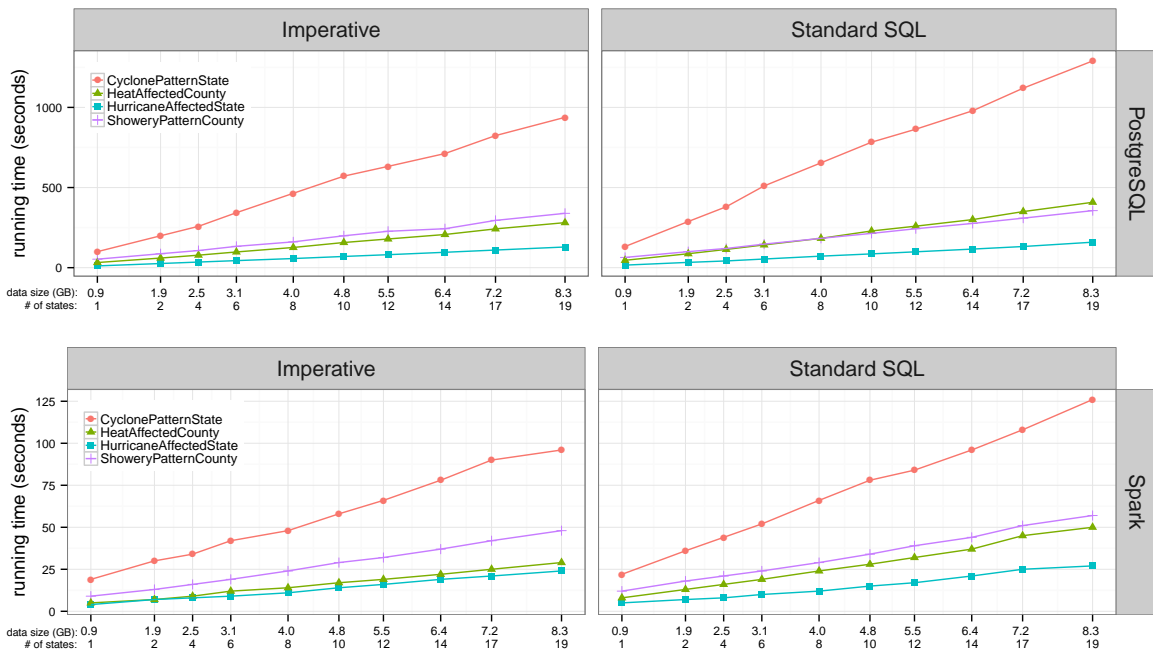 Imperative
Standard SQL
running time (seconds)
1000
500
0
CyclonePatternState
HeatAffectedCounty
HurricaneAffectedState
ShoweryPatternCounty
PostgreSQL
data size (GB): 0.9 1.9 2.5 3.1 4.0 4.8 5.5 6.4 7.2 8.3
# of states: 1 2 4 6 8 10 12 14 17 19
0.9 1.9 2.5 3.1 4.0 4.8 5.5 6.4 7.2 8.3
1 2 4 6 8 10 12 14 17 19
Imperative
Standard SQL
running time (seconds)
125
100
75
50
25
0
CyclonePatternState
HeatAffectedCounty
HurricaneAffectedState
ShoweryPatternCounty
Spark
data size (GB): 0.9 1.9 2.5 3.1 4.0 4.8 5.5 6.4 7.2 8.3
# of states: 1 2 4 6 8 10 12 14 17 19
0.9 1.9 2.5 3.1 4.0 4.8 5.5 6.4 7.2 8.3
1 2 4 6 8 10 12 14 17 19